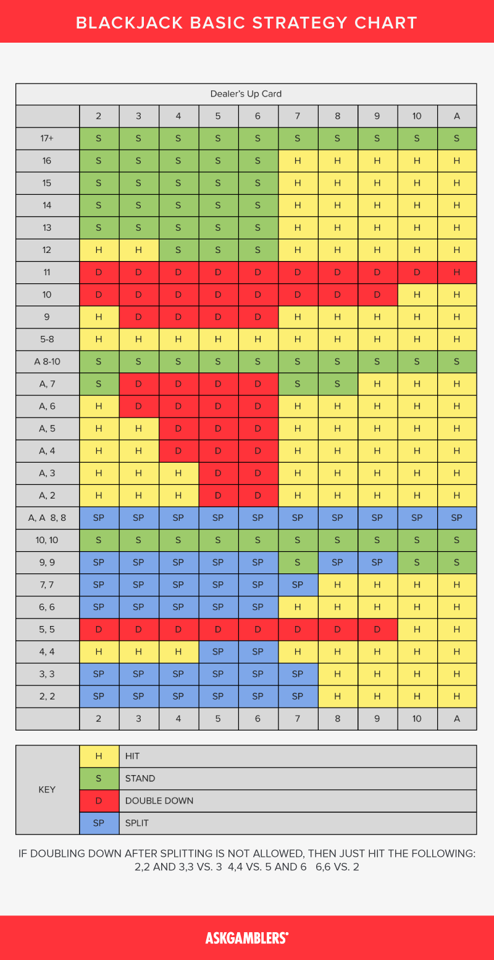 BLACKJACK BASIC STRATEGY CHART
Dealer's Up Card
2 3 4 5 6 7 8 9 10 A
17+ S S S S S S S S S S
16 S S S S S H H H H H
15 S S S S S H H H H H
14 S S S S S H H H H H
13 S S S S S H H H H H
12 H H S S S H H H H H
11 D D D D D D D D D H
10 D D D D D D D D H H
9 H D D D D H H H H H
5-8 H H H H H H H H H H
A 8-10 S S S S S S S S S S
A, 7 S D D D D S S H H H
A, 6 H D D D D H H H H H
A, 5 H H D D D H H H H H
A, 4 H H D D D H H H H H
A, 3 H H H D D H H H H H
A, 2 H H H D D H H H H H
A, A 8, 8 SP SP SP SP SP SP SP SP SP SP
10, 10 S S S S S S S S S S
9, 9 SP SP SP SP SP S SP SP S S
7, 7 SP SP SP SP SP SP H H H H
6, 6 SP SP SP SP SP H H H H H
5, 5 D D D D D D D D H H
4, 4 H H H SP SP H H H H H
3, 3 SP SP SP SP SP SP H H H H
2, 2 SP SP SP SP SP SP H H H H
2 3 4 5 6 7 8 9 10 A
KEY
H HIT
S STAND
D DOUBLE DOWN
SP SPLIT
IF DOUBLING DOWN AFTER SPLITTING IS NOT ALLOWED, THEN JUST HIT THE FOLLOWING:
2,2 AND 3,3 VS. 3 4,4 VS. 5 AND 6 6,6 VS. 2
ASKGAMBLERS